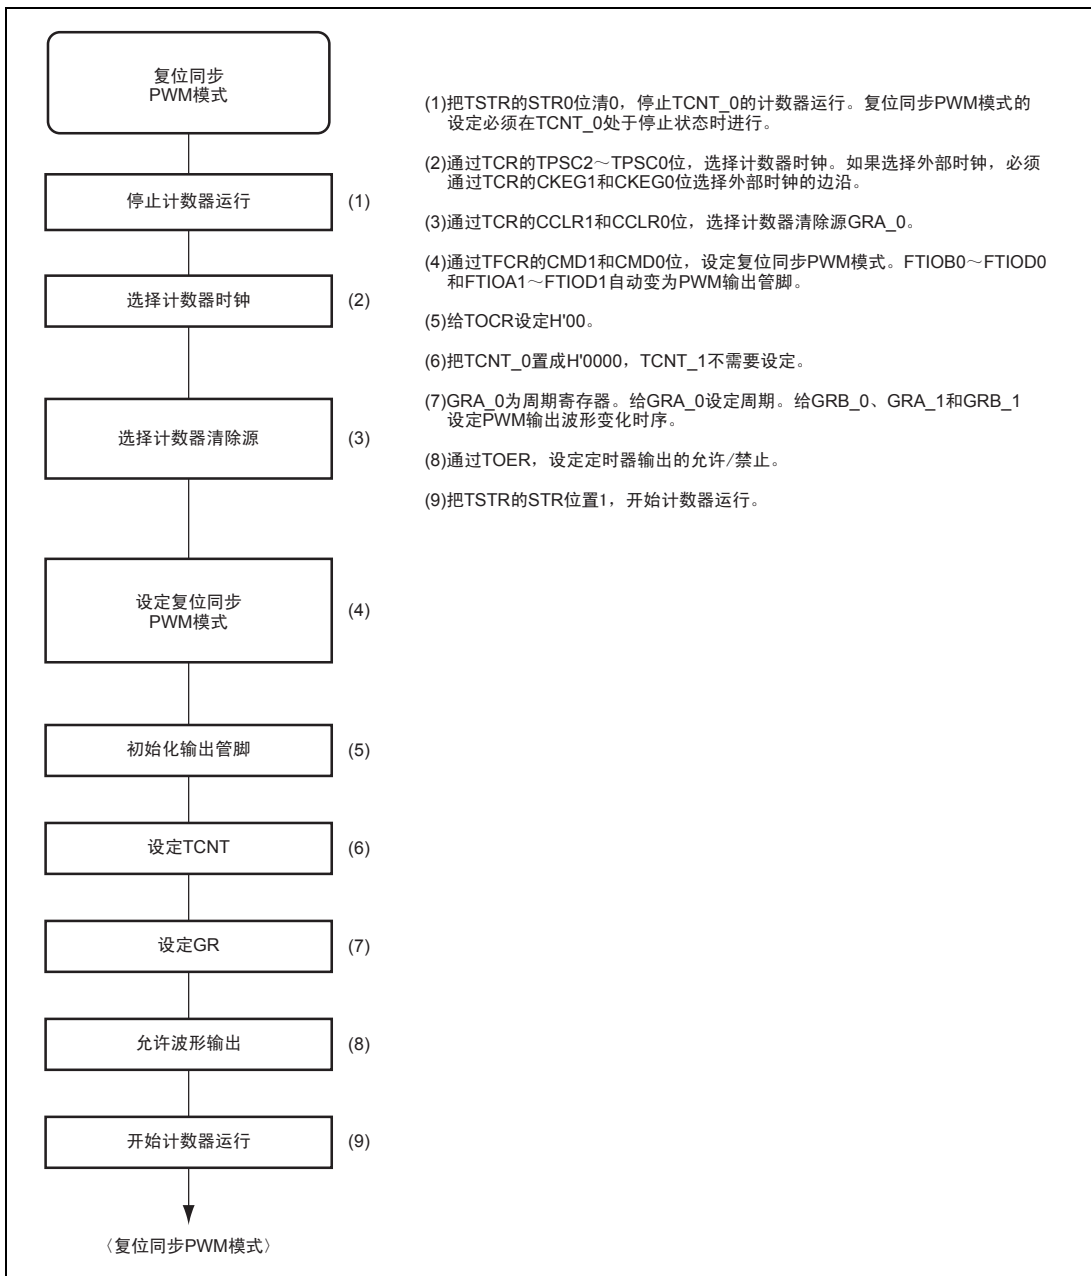 复位同步
PWM模式
停止计数器运行
(1)
选择计数器时钟
(2)
选择计数器清除源
(3)
设定复位同步
PWM模式
(4)
初始化输出管脚
(5)
设定TCNT
(6)
设定GR
(7)
允许波形输出
(8)
开始计数器运行
(9)
〈复位同步PWM模式〉
(1)把TSTR的STR0位清0，停止TCNT_0的计数器运行。复位同步PWM模式的
设定必须在TCNT_0处于停止状态时进行。
(2)通过TCR的TPSC2～TPSC0位，选择计数器时钟。如果选择外部时钟，必须
通过TCR的CKEG1和CKEG0位选择外部时钟的边沿。
(3)通过TCR的CCLR1和CCLR0位，选择计数器清除源GRA_0。
(4)通过TFCR的CMD1和CMD0位，设定复位同步PWM模式。FTIOB0～FTIOD0
和FTIOA1～FTIOD1自动变为PWM输出管脚。
(5)给TOCR设定H'00。
(6)把TCNT_0置成H'0000，TCNT_1不需要设定。
(7)GRA_0为周期寄存器。给GRA_0设定周期。给GRB_0、GRA_1和GRB_1
设定PWM输出波形变化时序。
(8)通过TOER，设定定时器输出的允许/禁止。
(9)把TSTR的STR位置1，开始计数器运行。